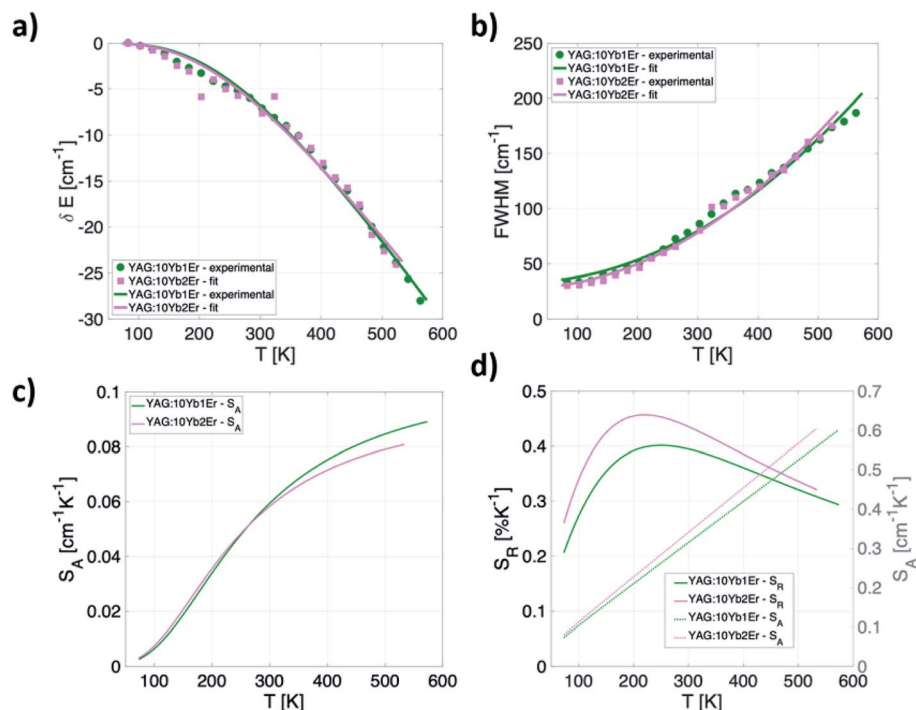 a)
0
-5
-10
-15
-20
-25
-30
δ E [cm⁻¹]
YAG:10Yb1Er - experimental
YAG:10Yb2Er - fit
YAG:10Yb1Er - experimental
YAG:10Yb2Er - fit
100 200 300 400 500 600
T [K]
b)
250
200
150
100
50
0
FWHM [cm⁻¹]
YAG:10Yb1Er - experimental
YAG:10Yb1Er - fit
YAG:10Yb2Er - experimental
YAG:10Yb2Er - fit
100 200 300 400 500 600
T [K]
c)
0.1
0.08
0.06
0.04
0.02
0
S_A [cm⁻¹K⁻¹]
YAG:10Yb1Er - S_A
YAG:10Yb2Er - S_A
100 200 300 400 500 600
T [K]
d)
0.5
0.4
0.3
0.2
0.1
0
S_R [%K⁻¹]
0.7
0.6
0.5
0.4
0.3
0.2
0.1
0
S_A [cm⁻¹K⁻¹]
YAG:10Yb1Er - S_R
YAG:10Yb2Er - S_R
YAG:10Yb1Er - S_A
YAG:10Yb2Er - S_A
100 200 300 400 500 600
T [K]